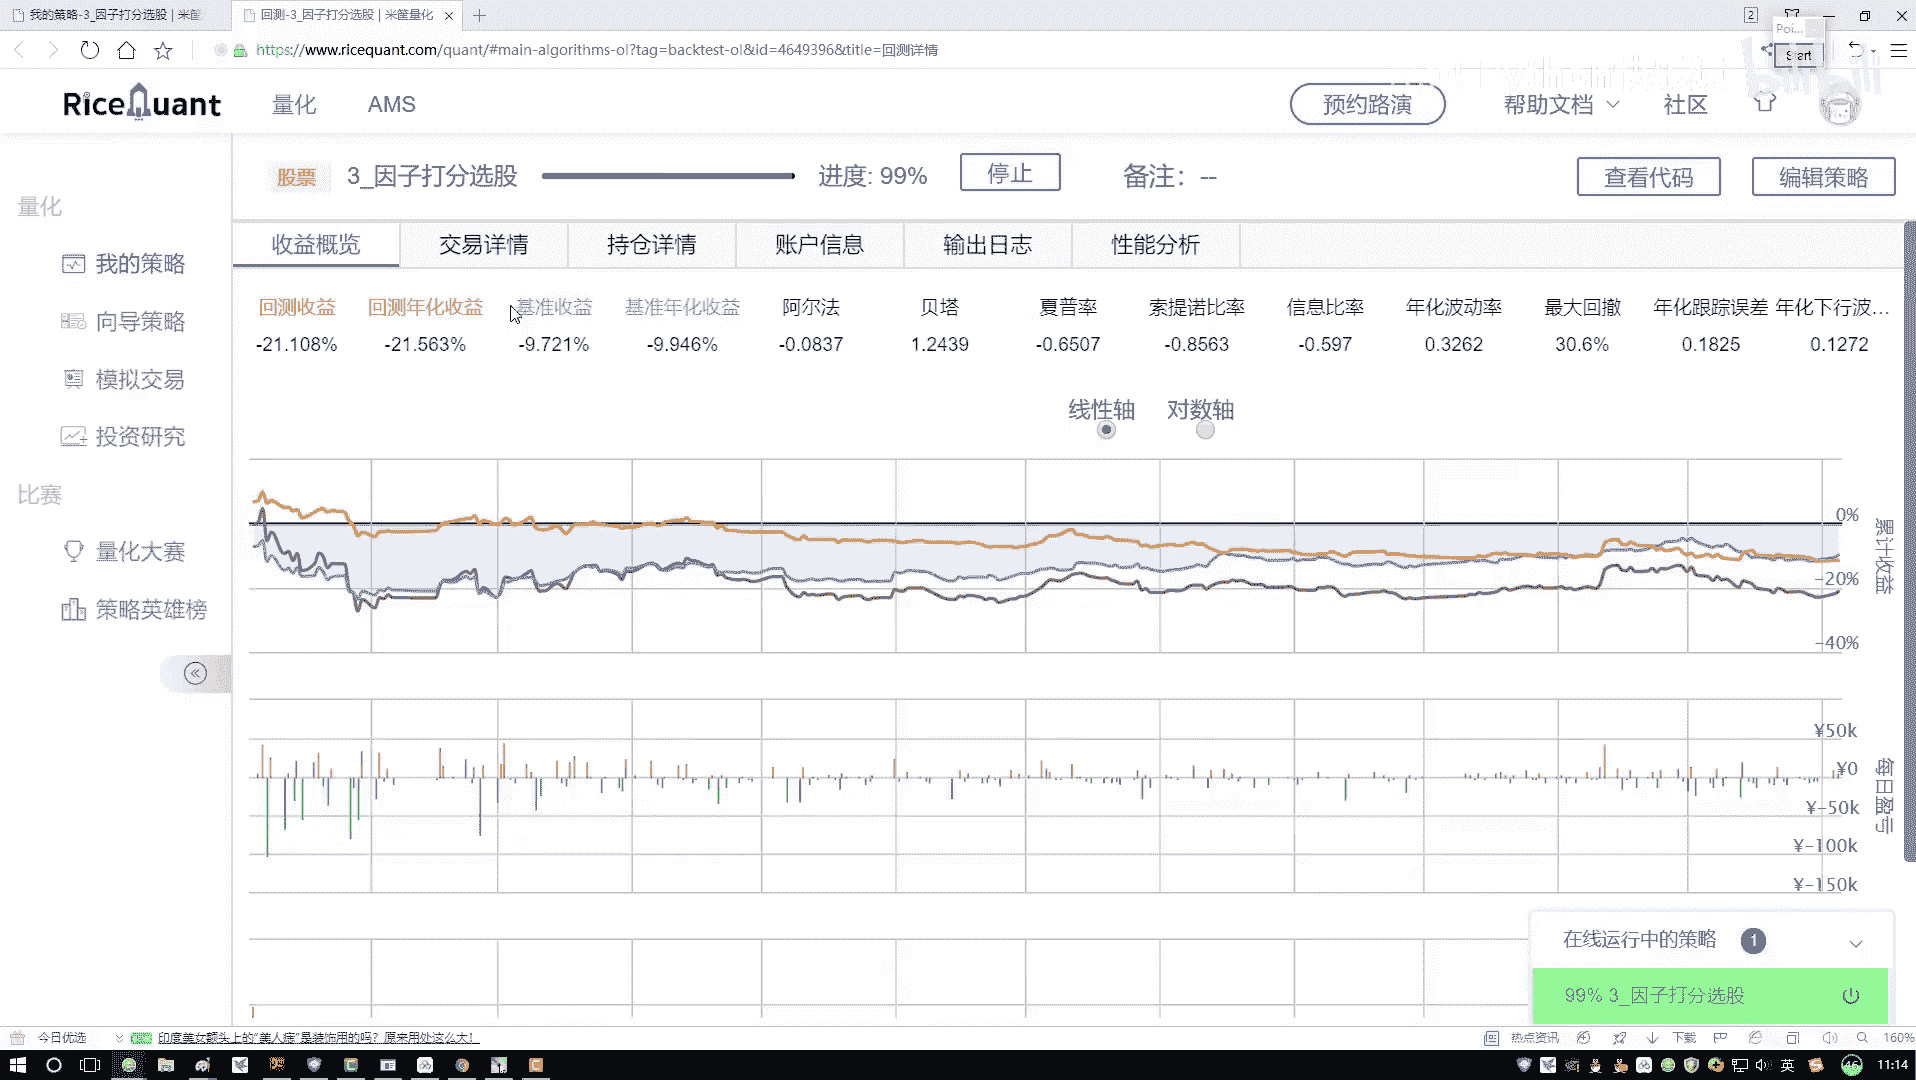 我的策略-3_因子打分选股 | 米筐
回测-3_因子打分选股 | 米筐量化
2
https://www.ricequant.com/quant/#main-algorithms-ol?tag=backtest-ol&id=4649396&title=回测详情
Poi...
Start
RiceQuant
量化
AMS
预约路演
帮助文档
社区
股票
3_因子打分选股
进度: 99%
停止
备注: --
查看代码
编辑策略
量化
我的策略
向导策略
模拟交易
投资研究
比赛
量化大赛
策略英雄榜
收益概览
交易详情
持仓详情
账户信息
输出日志
性能分析
回测收益 回测年化收益 基准收益 基准年化收益 阿尔法 贝塔 夏普率 索提诺比率 信息比率 年化波动率 最大回撤 年化跟踪误差 年化下行波...
-21.108% -21.563% -9.721% -9.946% -0.0837 1.2439 -0.6507 -0.8563 -0.597 0.3262 30.6% 0.1825 0.1272
线性轴 对数轴
0%
-20%
-40%
累计收益
¥50k
¥0
¥-50k
¥-100k
¥-150k
每日盈亏
在线运行中的策略 1
99% 3_因子打分选股
今日优选
印度美女额头上的“美人痣”是装饰用的吗？原来用处这么大！
热点资讯
下载
160%
英
46
11:14